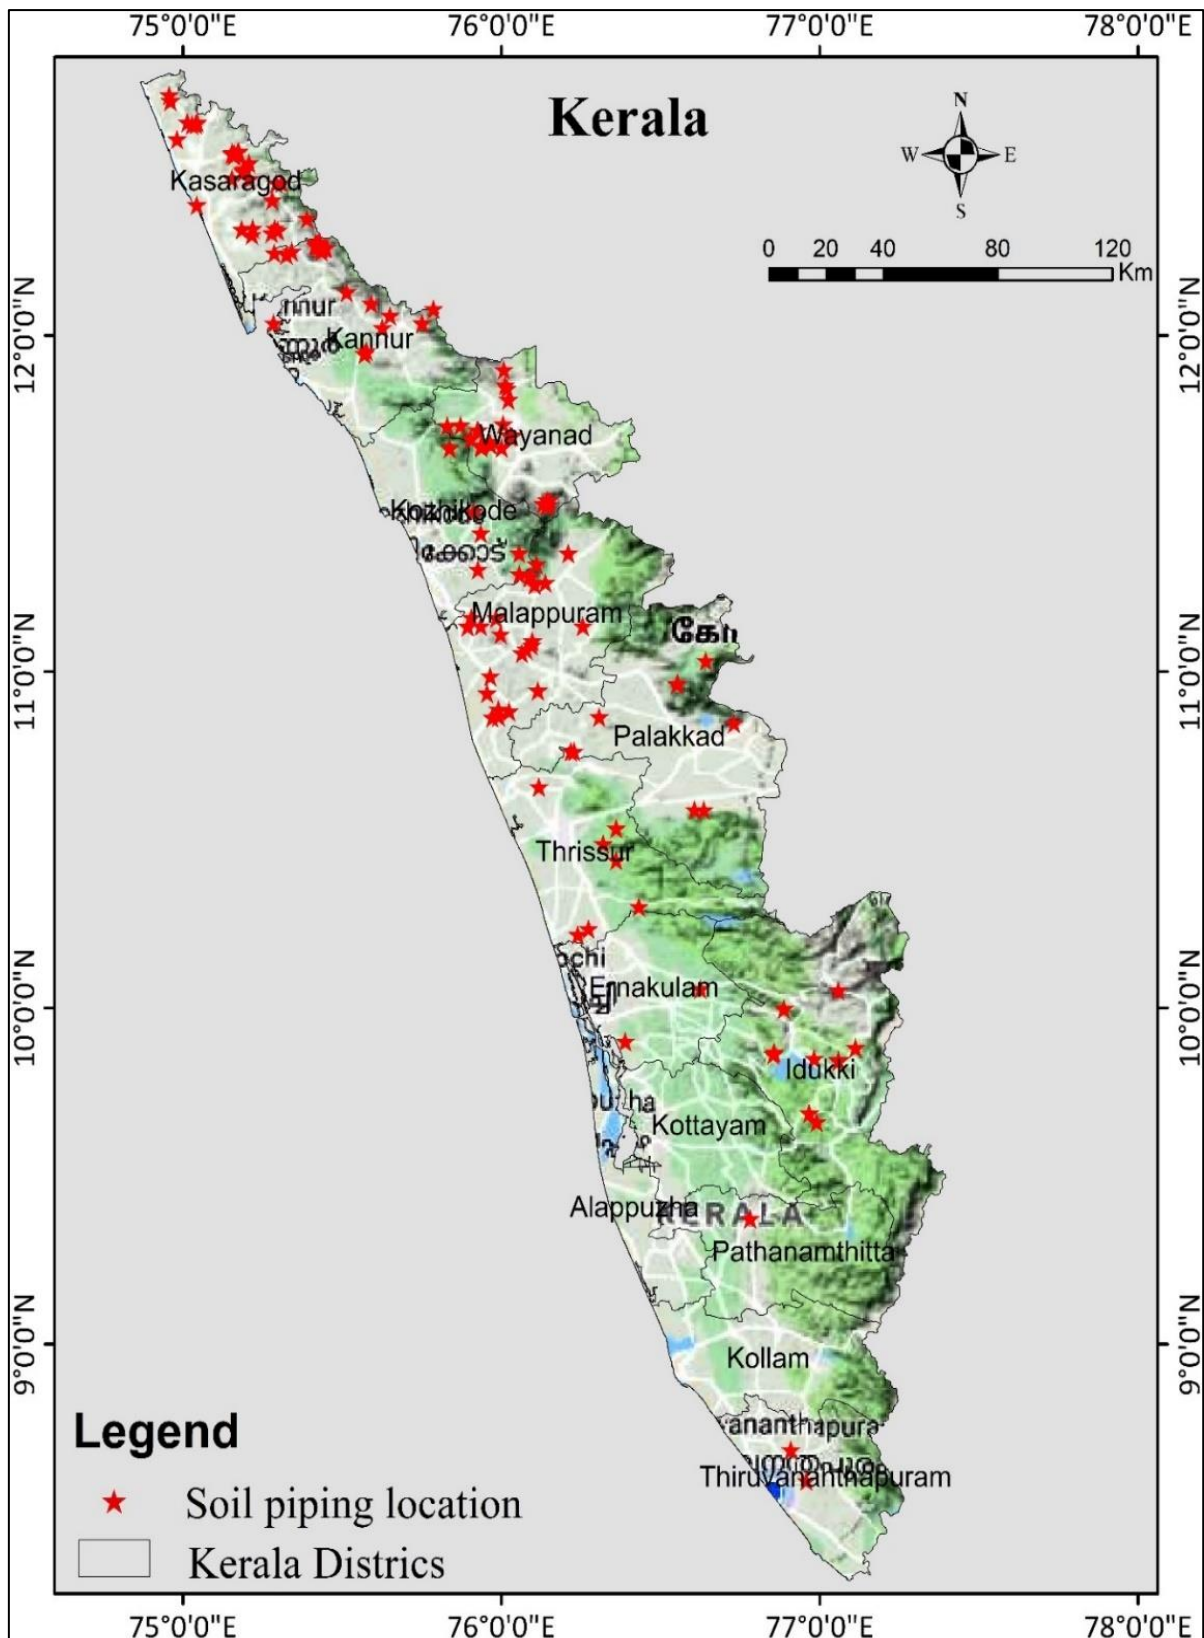 75°0'0"E 76°0'0"E 77°0'0"E 78°0'0"E
Kerala
N
W E
S
0 20 40 80 120
Km
Kasaragod
12°0'0"N 12°0'0"N
Kannur
Wayanad
Kozhikode
Malappuram
11°0'0"N 11°0'0"N
Palakkad
Thrissur
Ernakulam
10°0'0"N 10°0'0"N
Idukki
Kottayam
Alappuzha
KERALA
Pathanamthitta
9°0'0"N 9°0'0"N
Kollam
Thiruvananthapuram
Legend
Soil piping location
Kerala Districs
75°0'0"E 76°0'0"E 77°0'0"E 78°0'0"E